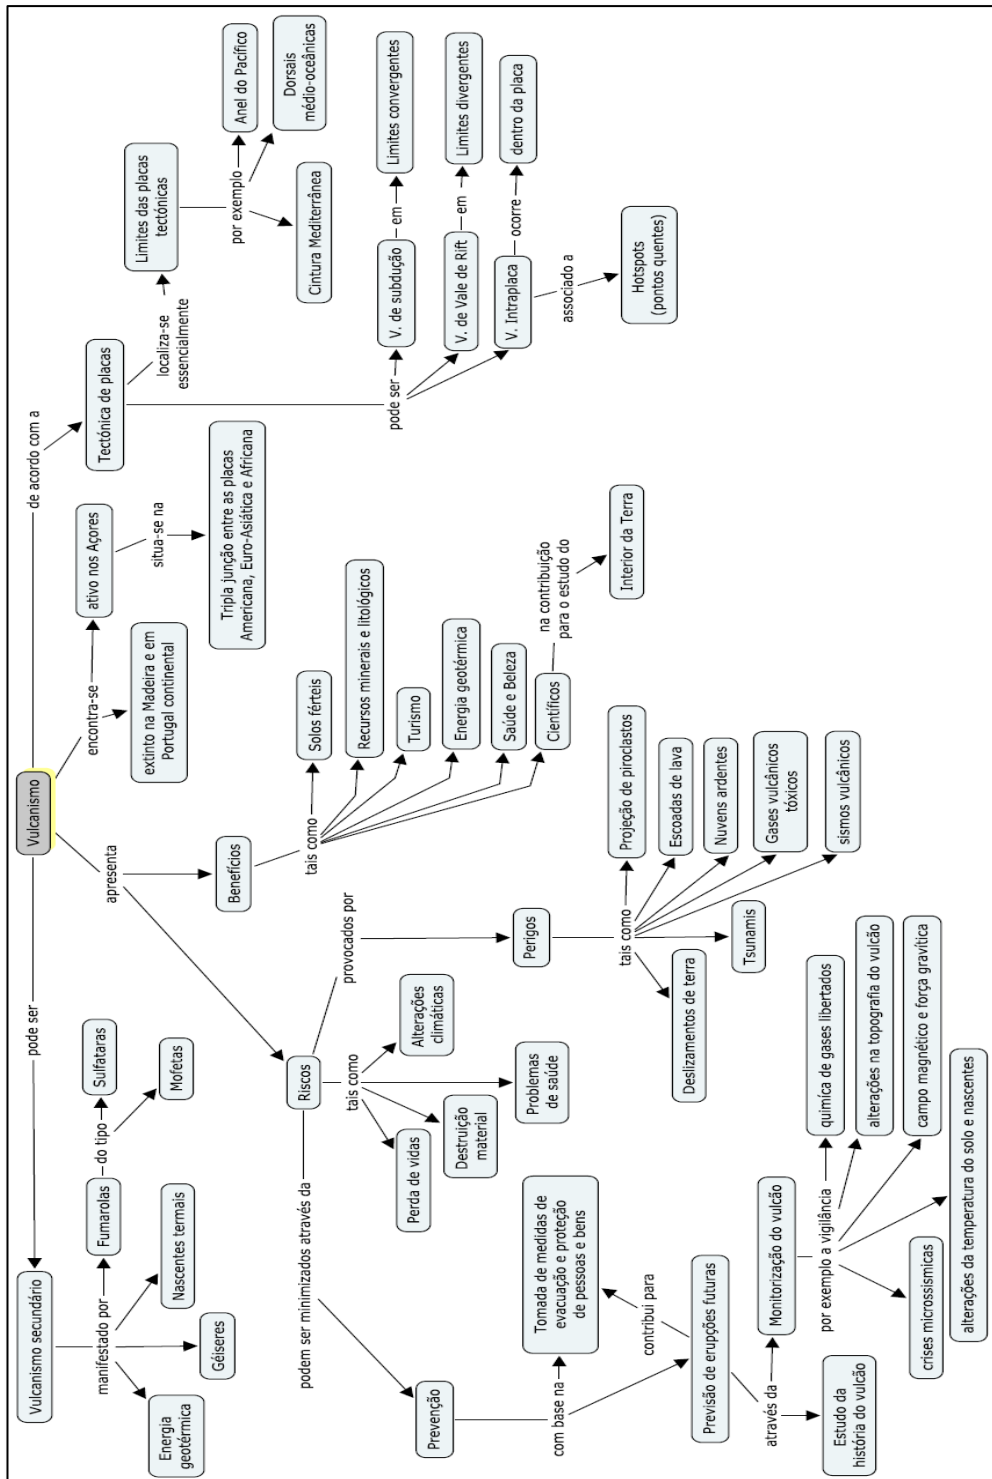 Vulcanismo
pode ser
apresenta
encontra-se
de acordo com a
Vulcanismo secundário
manifestado por
Energia
geotérmica
Géiseres
Nascentes termais
Fumarolas
do tipo
Sulfataras
Mofetas
Riscos
podem ser minimizados através da
tais como
provocados por
Perda de vidas
Destruição
material
Problemas
de saúde
Alterações
climáticas
Prevenção
com base na
Tomada de medidas de
evacuação e proteção
de pessoas e bens
contribui para
Previsão de erupções futuras
através da
Estudo da
história do vulcão
Monitorização do vulcão
por exemplo a vigilância
crises microssísmicas
alterações da temperatura do solo e nascentes
campo magnético e força gravítica
alterações na topografia do vulcão
química de gases libertados
Perigos
tais como
Deslizamentos de terra
Tsunamis
sismos vulcânicos
Gases vulcânicos
tóxicos
Nuvens ardentes
Escoadas de lava
Projeção de piroclastos
Benefícios
tais como
Solos férteis
Recursos minerais e litológicos
Turismo
Energia geotérmica
Saúde e Beleza
Científicos
na contribuição
para o estudo do
Interior da Terra
extinto na Madeira e em
Portugal continental
ativo nos Açores
situa-se na
Tripla junção entre as placas
Americana, Euro-Asiática e Africana
Tectónica de placas
localiza-se
essencialmente
Limites das placas
tectónicas
por exemplo
Cintura Mediterrânea
Dorsais
médio-oceânicas
Anel do Pacífico
pode ser
V. de subdução
em
Limites convergentes
V. de Vale de Rift
em
Limites divergentes
V. Intraplaca
ocorre
dentro da placa
associado a
Hotspots
(pontos quentes)